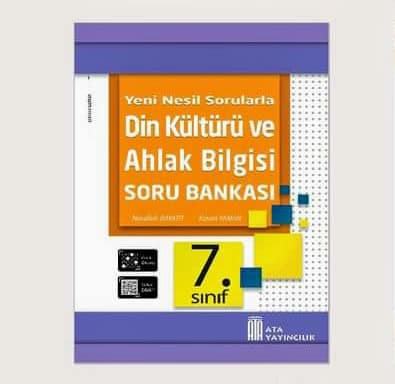 Yeni Nesil Sorularla
Din Kültürü ve
Ahlak Bilgisi
SORU BANKASI
7.
sınıf
ATA
YAYINCILIK